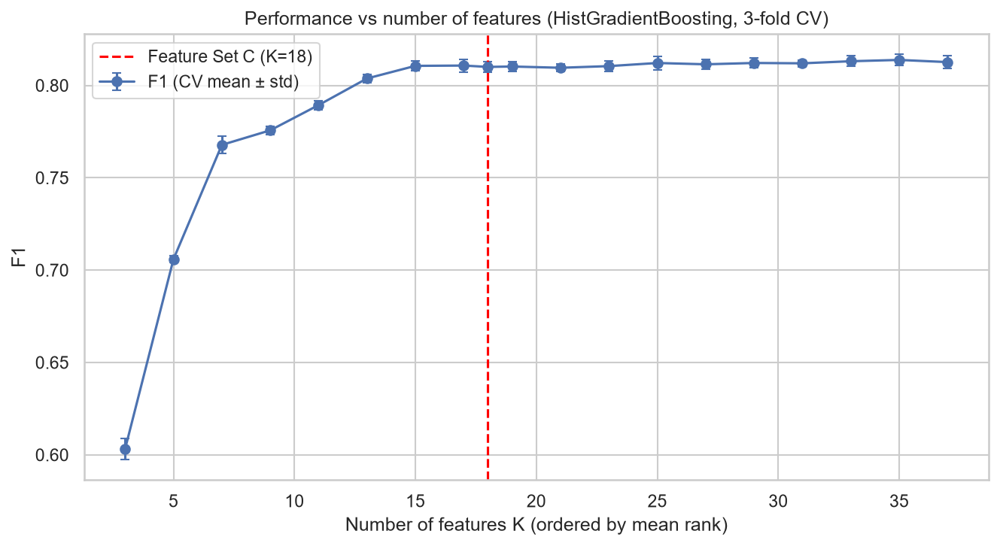 Performance vs number of features (HistGradientBoosting, 3-fold CV)
Feature Set C (K=18)
F1 (CV mean ± std)
0.80
0.75
0.70
0.65
0.60
F1
5 10 15 20 25 30 35
Number of features K (ordered by mean rank)